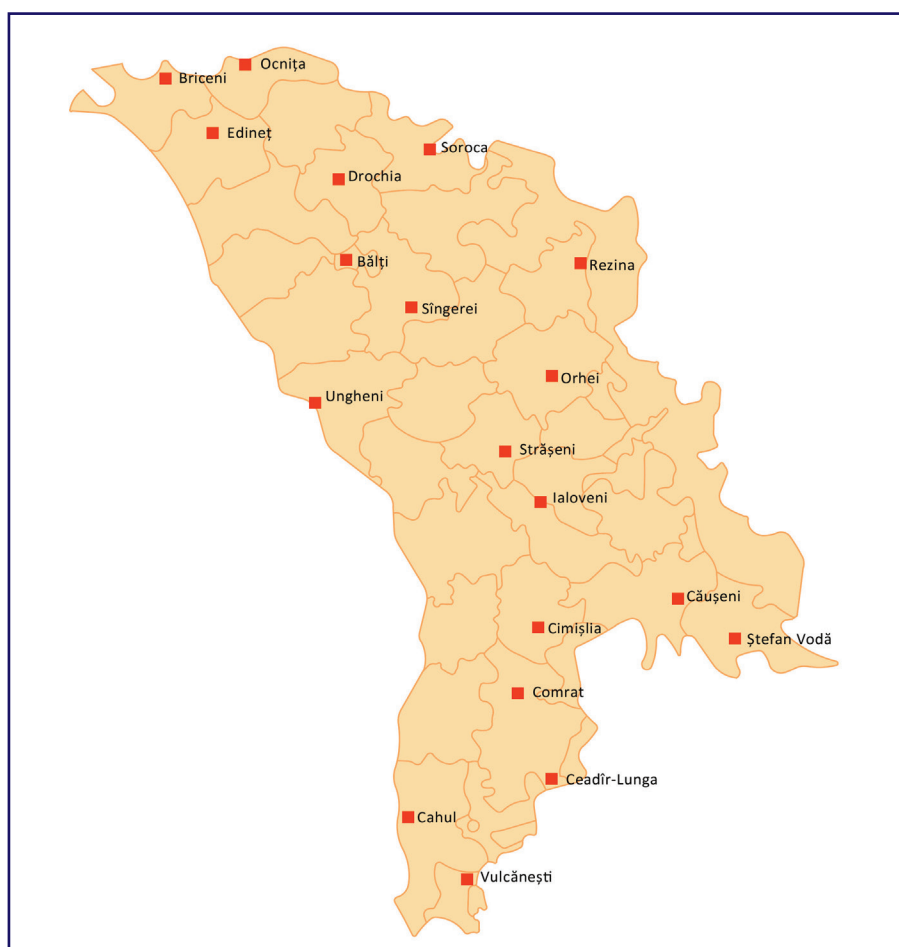 Ocnița
Briceni
Edineț
Soroca
Drochia
Bălți
Rezina
Sîngerei
Orhei
Ungheni
Strășeni
Ialoveni
Căușeni
Cimișlia
Ștefan Vodă
Comrat
Ceadîr-Lunga
Cahul
Vulcănești